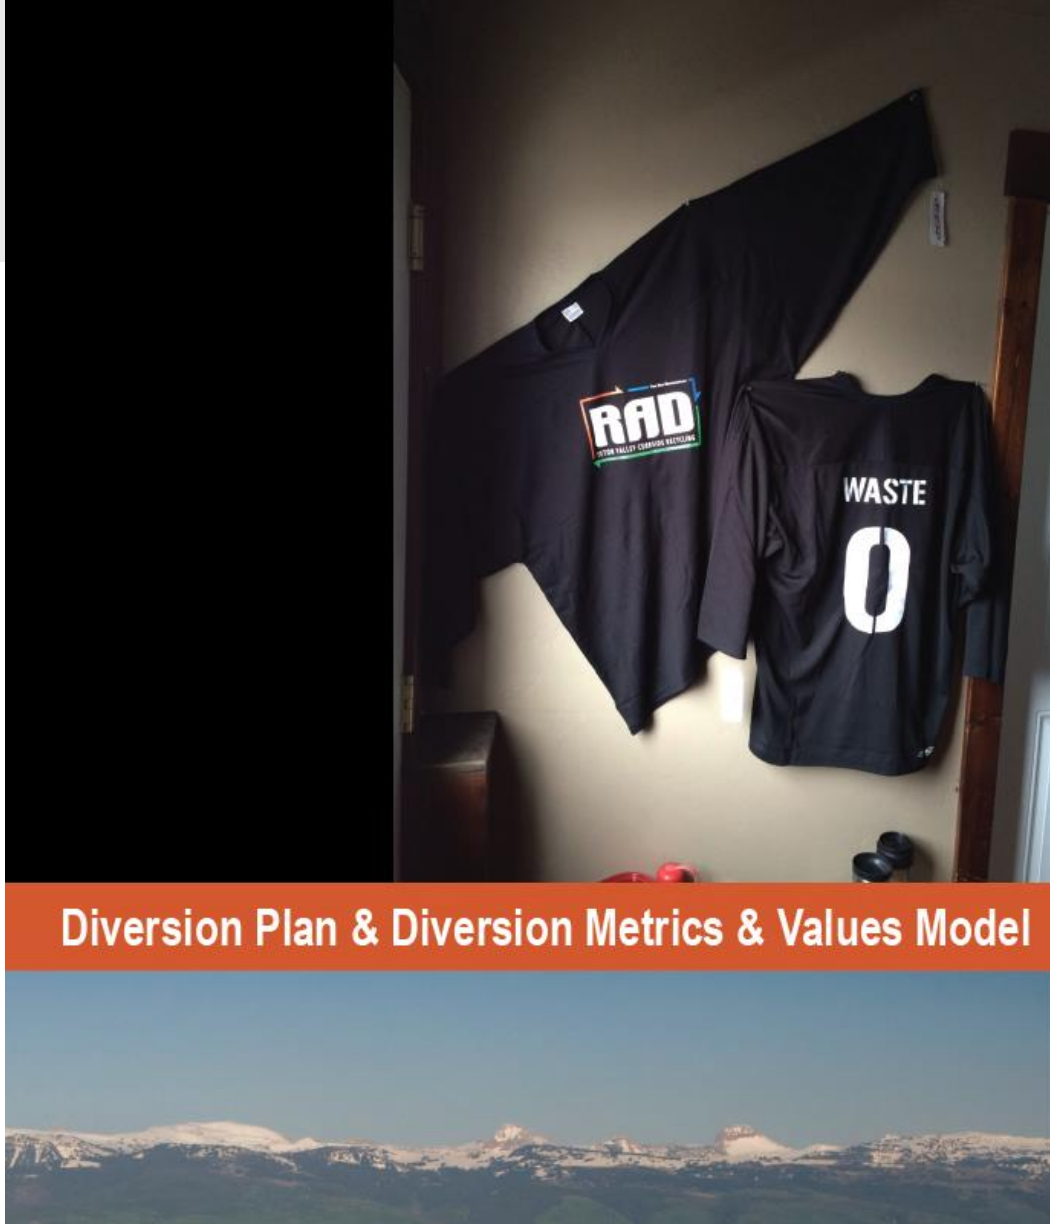 RAD
TETON VALLEY CURBSIDE RECYCLING
WASTE
0
Diversion Plan & Diversion Metrics & Values Model